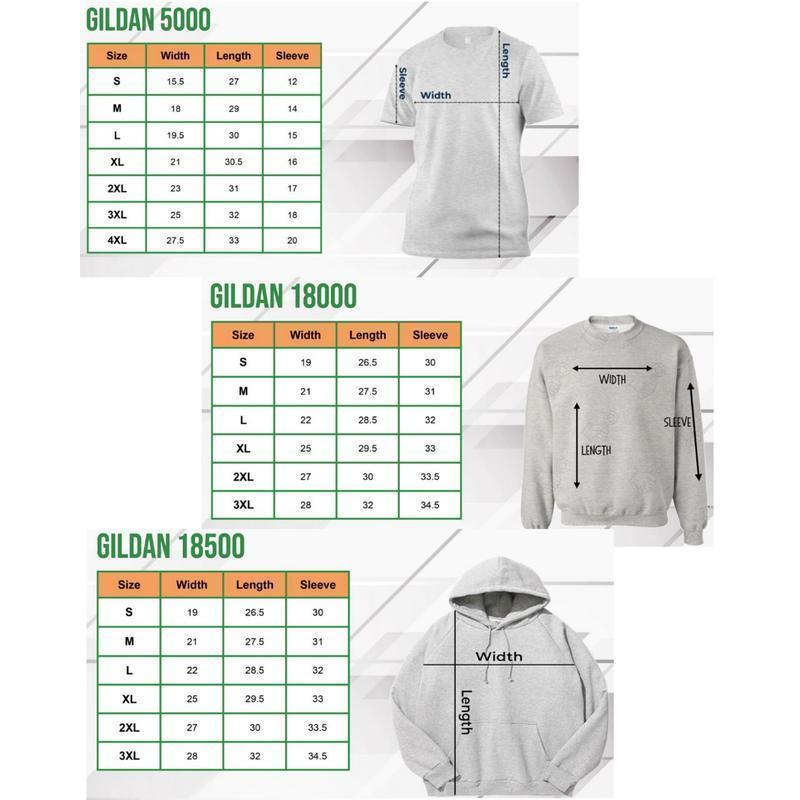 GILDAN 5000
Size Width Length Sleeve
S 15.5 27 12
M 18 29 14
L 19.5 30 15
XL 21 30.5 16
2XL 23 31 17
3XL 25 32 18
4XL 27.5 33 20
Sleeve
Width
Length
GILDAN 18000
Size Width Length Sleeve
S 19 26.5 30
M 21 27.5 31
L 22 28.5 32
XL 25 29.5 33
2XL 27 30 33.5
3XL 28 32 34.5
WIDTH
SLEEVE
LENGTH
GILDAN 18500
Size Width Length Sleeve
S 19 26.5 30
M 21 27.5 31
L 22 28.5 32
XL 25 29.5 33
2XL 27 30 33.5
3XL 28 32 34.5
Width
Length